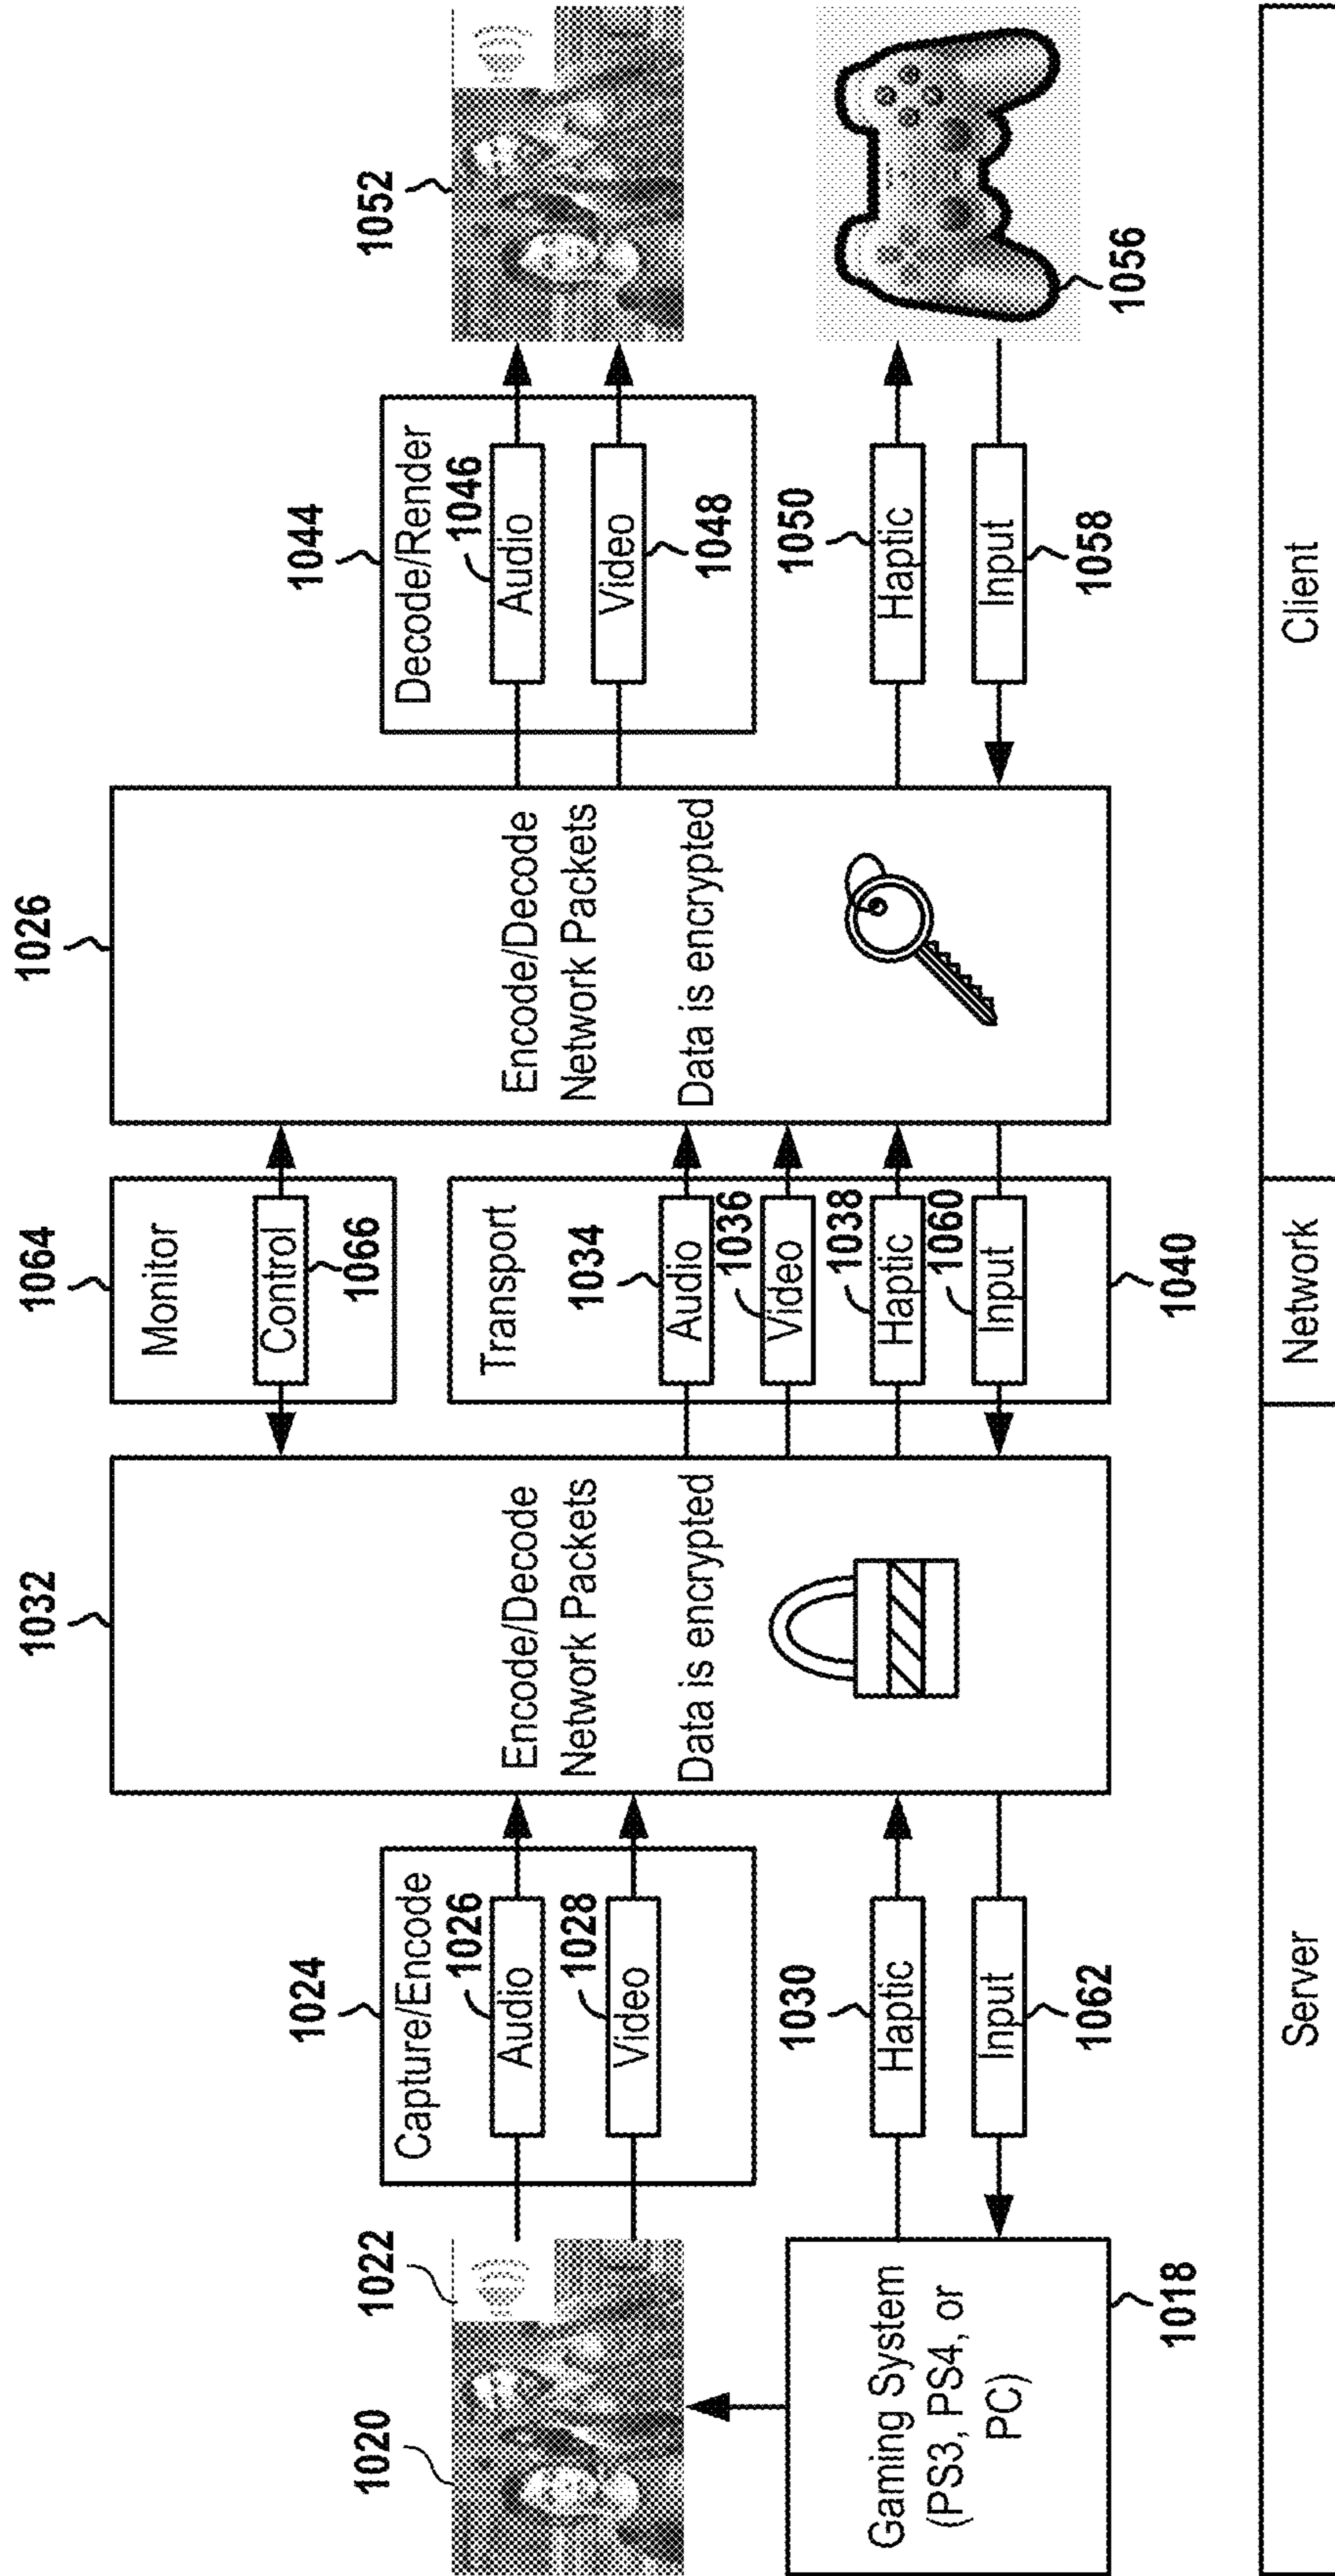 1032
1026
1064
Monitor
Control
1066
1024
Capture/Encode
1026
Audio
1028
Video
1020
1022
Encode/Decode
Network Packets
Data is encrypted
Transport
1034
Audio
1036
Video
1038
Haptic
1060
Input
1040
Encode/Decode
Network Packets
Data is encrypted
1044
Decode/Render
1046
Audio
Video
1048
1052
Gaming System
(PS3, PS4, or
PC)
1018
1030
Haptic
Input
1062
1050
Haptic
Input
1058
1056
Server
Network
Client